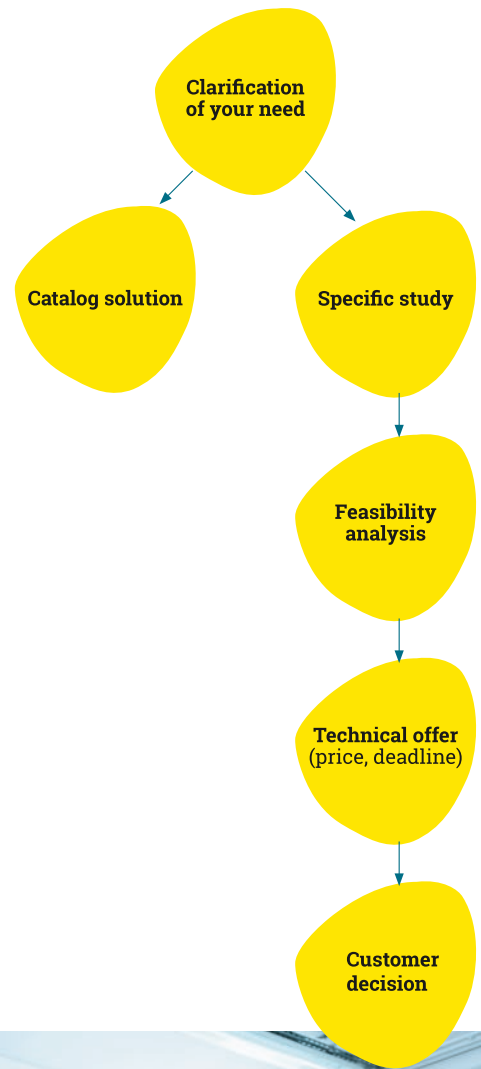 Clarification
of your need
Catalog solution
Specific study
Feasibility
analysis
Technical offer
(price, deadline)
Customer
decision